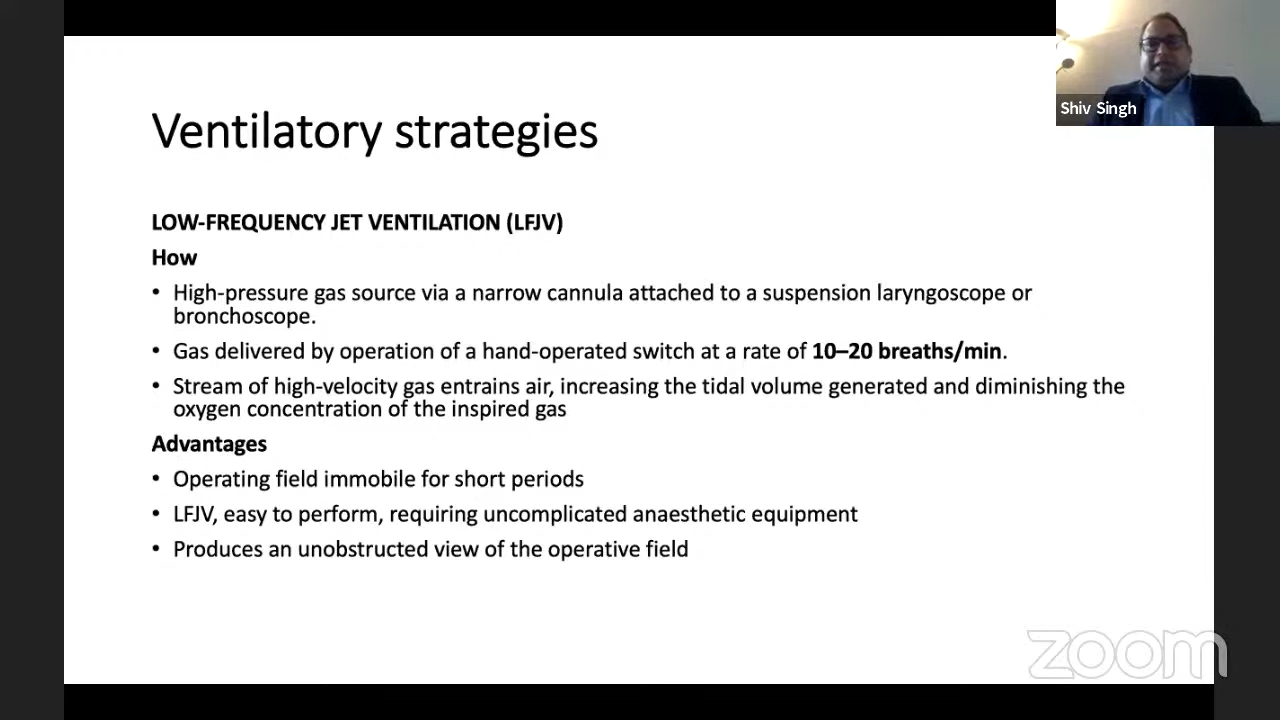 Shiv Singh
Ventilatory strategies
LOW-FREQUENCY JET VENTILATION (LFJV)
How
• High-pressure gas source via a narrow cannula attached to a suspension laryngoscope or
bronchoscope.
• Gas delivered by operation of a hand-operated switch at a rate of 10–20 breaths/min.
• Stream of high-velocity gas entrains air, increasing the tidal volume generated and diminishing the
oxygen concentration of the inspired gas
Advantages
• Operating field immobile for short periods
• LFJV, easy to perform, requiring uncomplicated anaesthetic equipment
• Produces an unobstructed view of the operative field
zoom